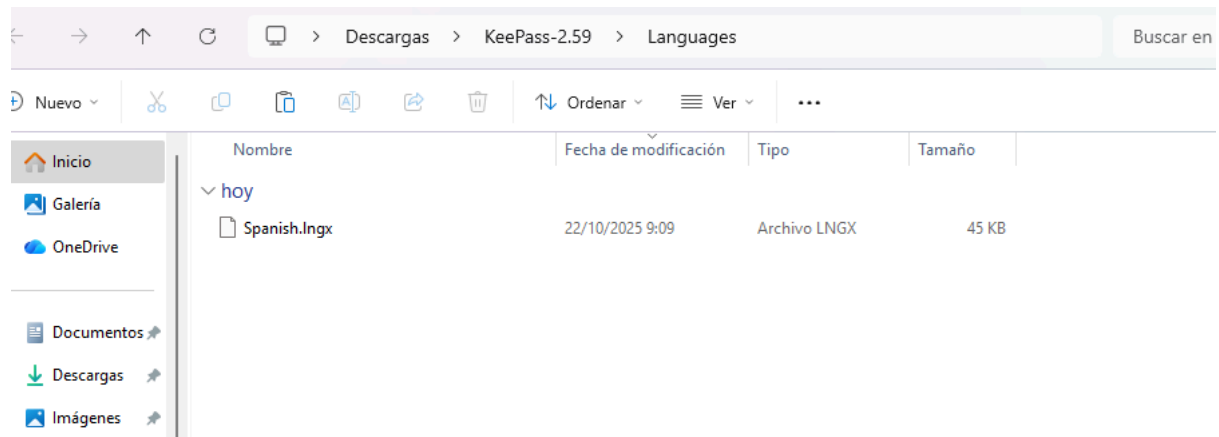 Descargas > KeePass-2.59 > Languages Buscar en
Nuevo Ordenar Ver ...
Nombre Fecha de modificación Tipo Tamaño
Inicio
hoy
Galería
Spanish.lngx 22/10/2025 9:09 Archivo LNGX 45 KB
OneDrive
Documentos
Descargas
Imágenes